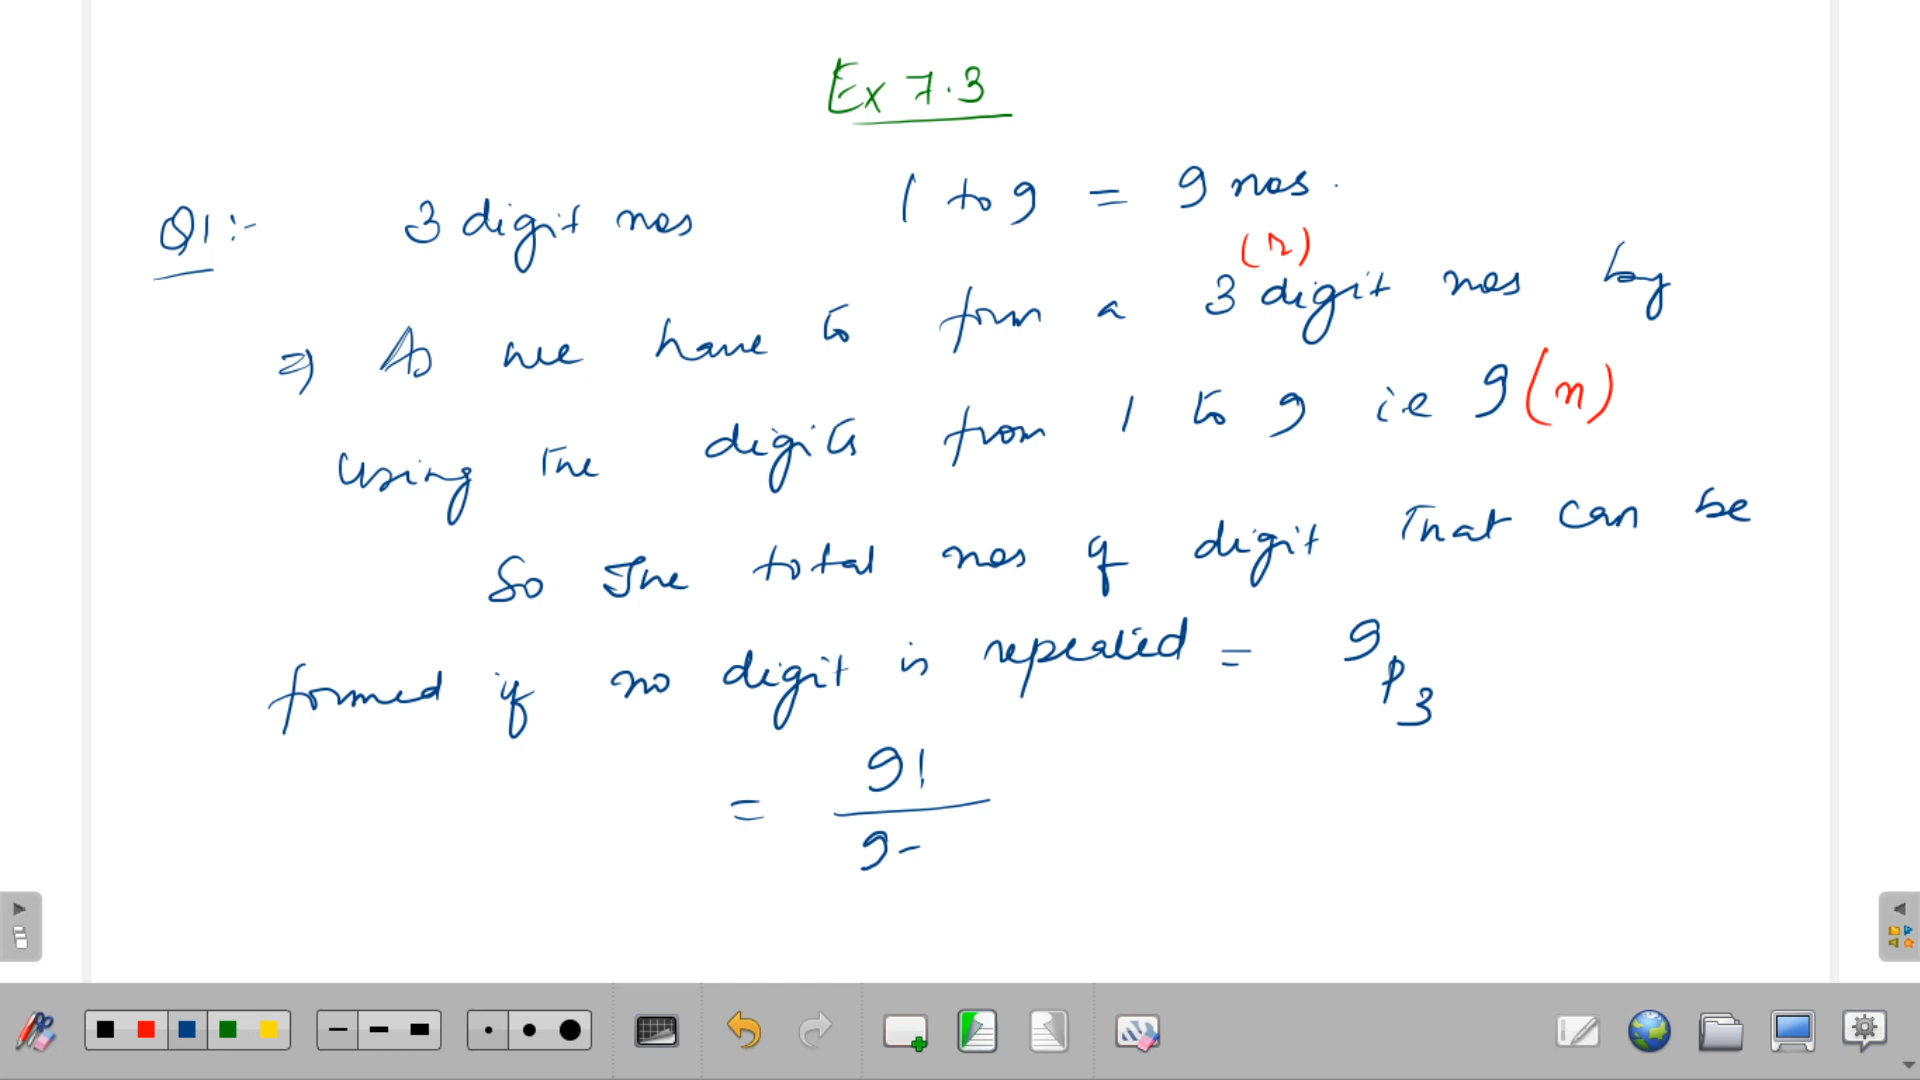 Ex 7.3
Q1:- 3 digit nos 1 to 9 = 9 nos.
(r)
⇒ As we have to form a 3 digit nos by
using the digits from 1 to 9 ie 9 (n)
So The total nos of digit That can be
formed if no digit is repeated = 9P3
= 9!
9-